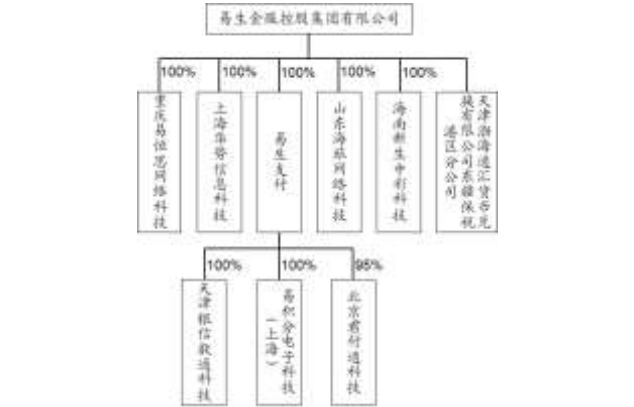 易生金服控股集团有限公司
100%
100%
100%
100%
100%
重庆易恒思网络科技
上海华势信息科技
易生支付
山东海旅网络科技
海南新生中彩科技
天津渤海通汇货币兑
换有限公司东疆保税
港区分公司
100%
100%
95%
天津银信数通科技
易积分电子科技
（上海）
北京君付通科技